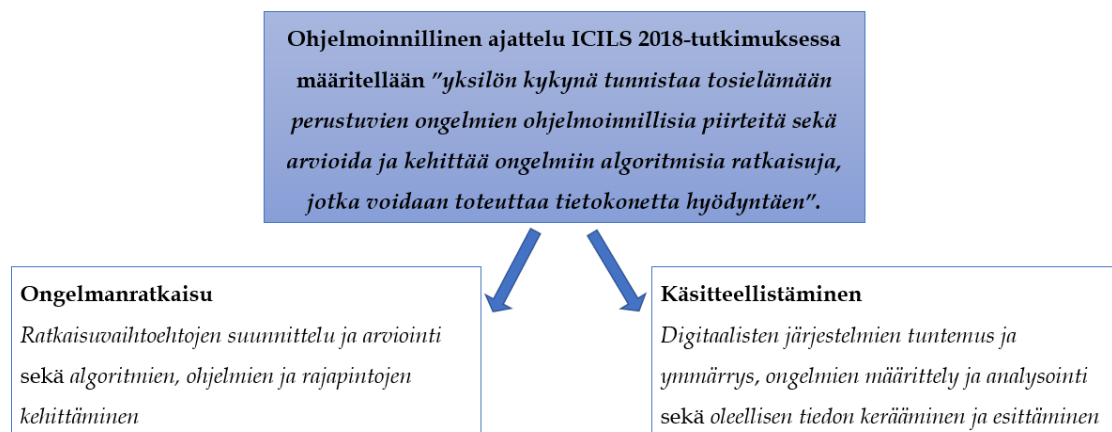 Ohjelmoinnillinen ajattelu ICILS 2018-tutkimuksessa
määritellään ”yksilön kykynä tunnistaa tosielämään
perustuvien ongelmien ohjelmoinnillisia piirteitä sekä
arvioida ja kehittää ongelmiin algoritmisia ratkaisuja,
jotka voidaan toteuttaa tietokonetta hyödyntäen”.
Ongelmanratkaisu
Ratkaisuvaihtoehtojen suunnittelu ja arviointi
sekä algoritmien, ohjelmien ja rajapintojen
kehittäminen
Käsitteellistäminen
Digitaalisten järjestelmien tuntemus ja
ymmärrys, ongelmien määrittely ja analysointi
sekä oleellisen tiedon kerääminen ja esittäminen